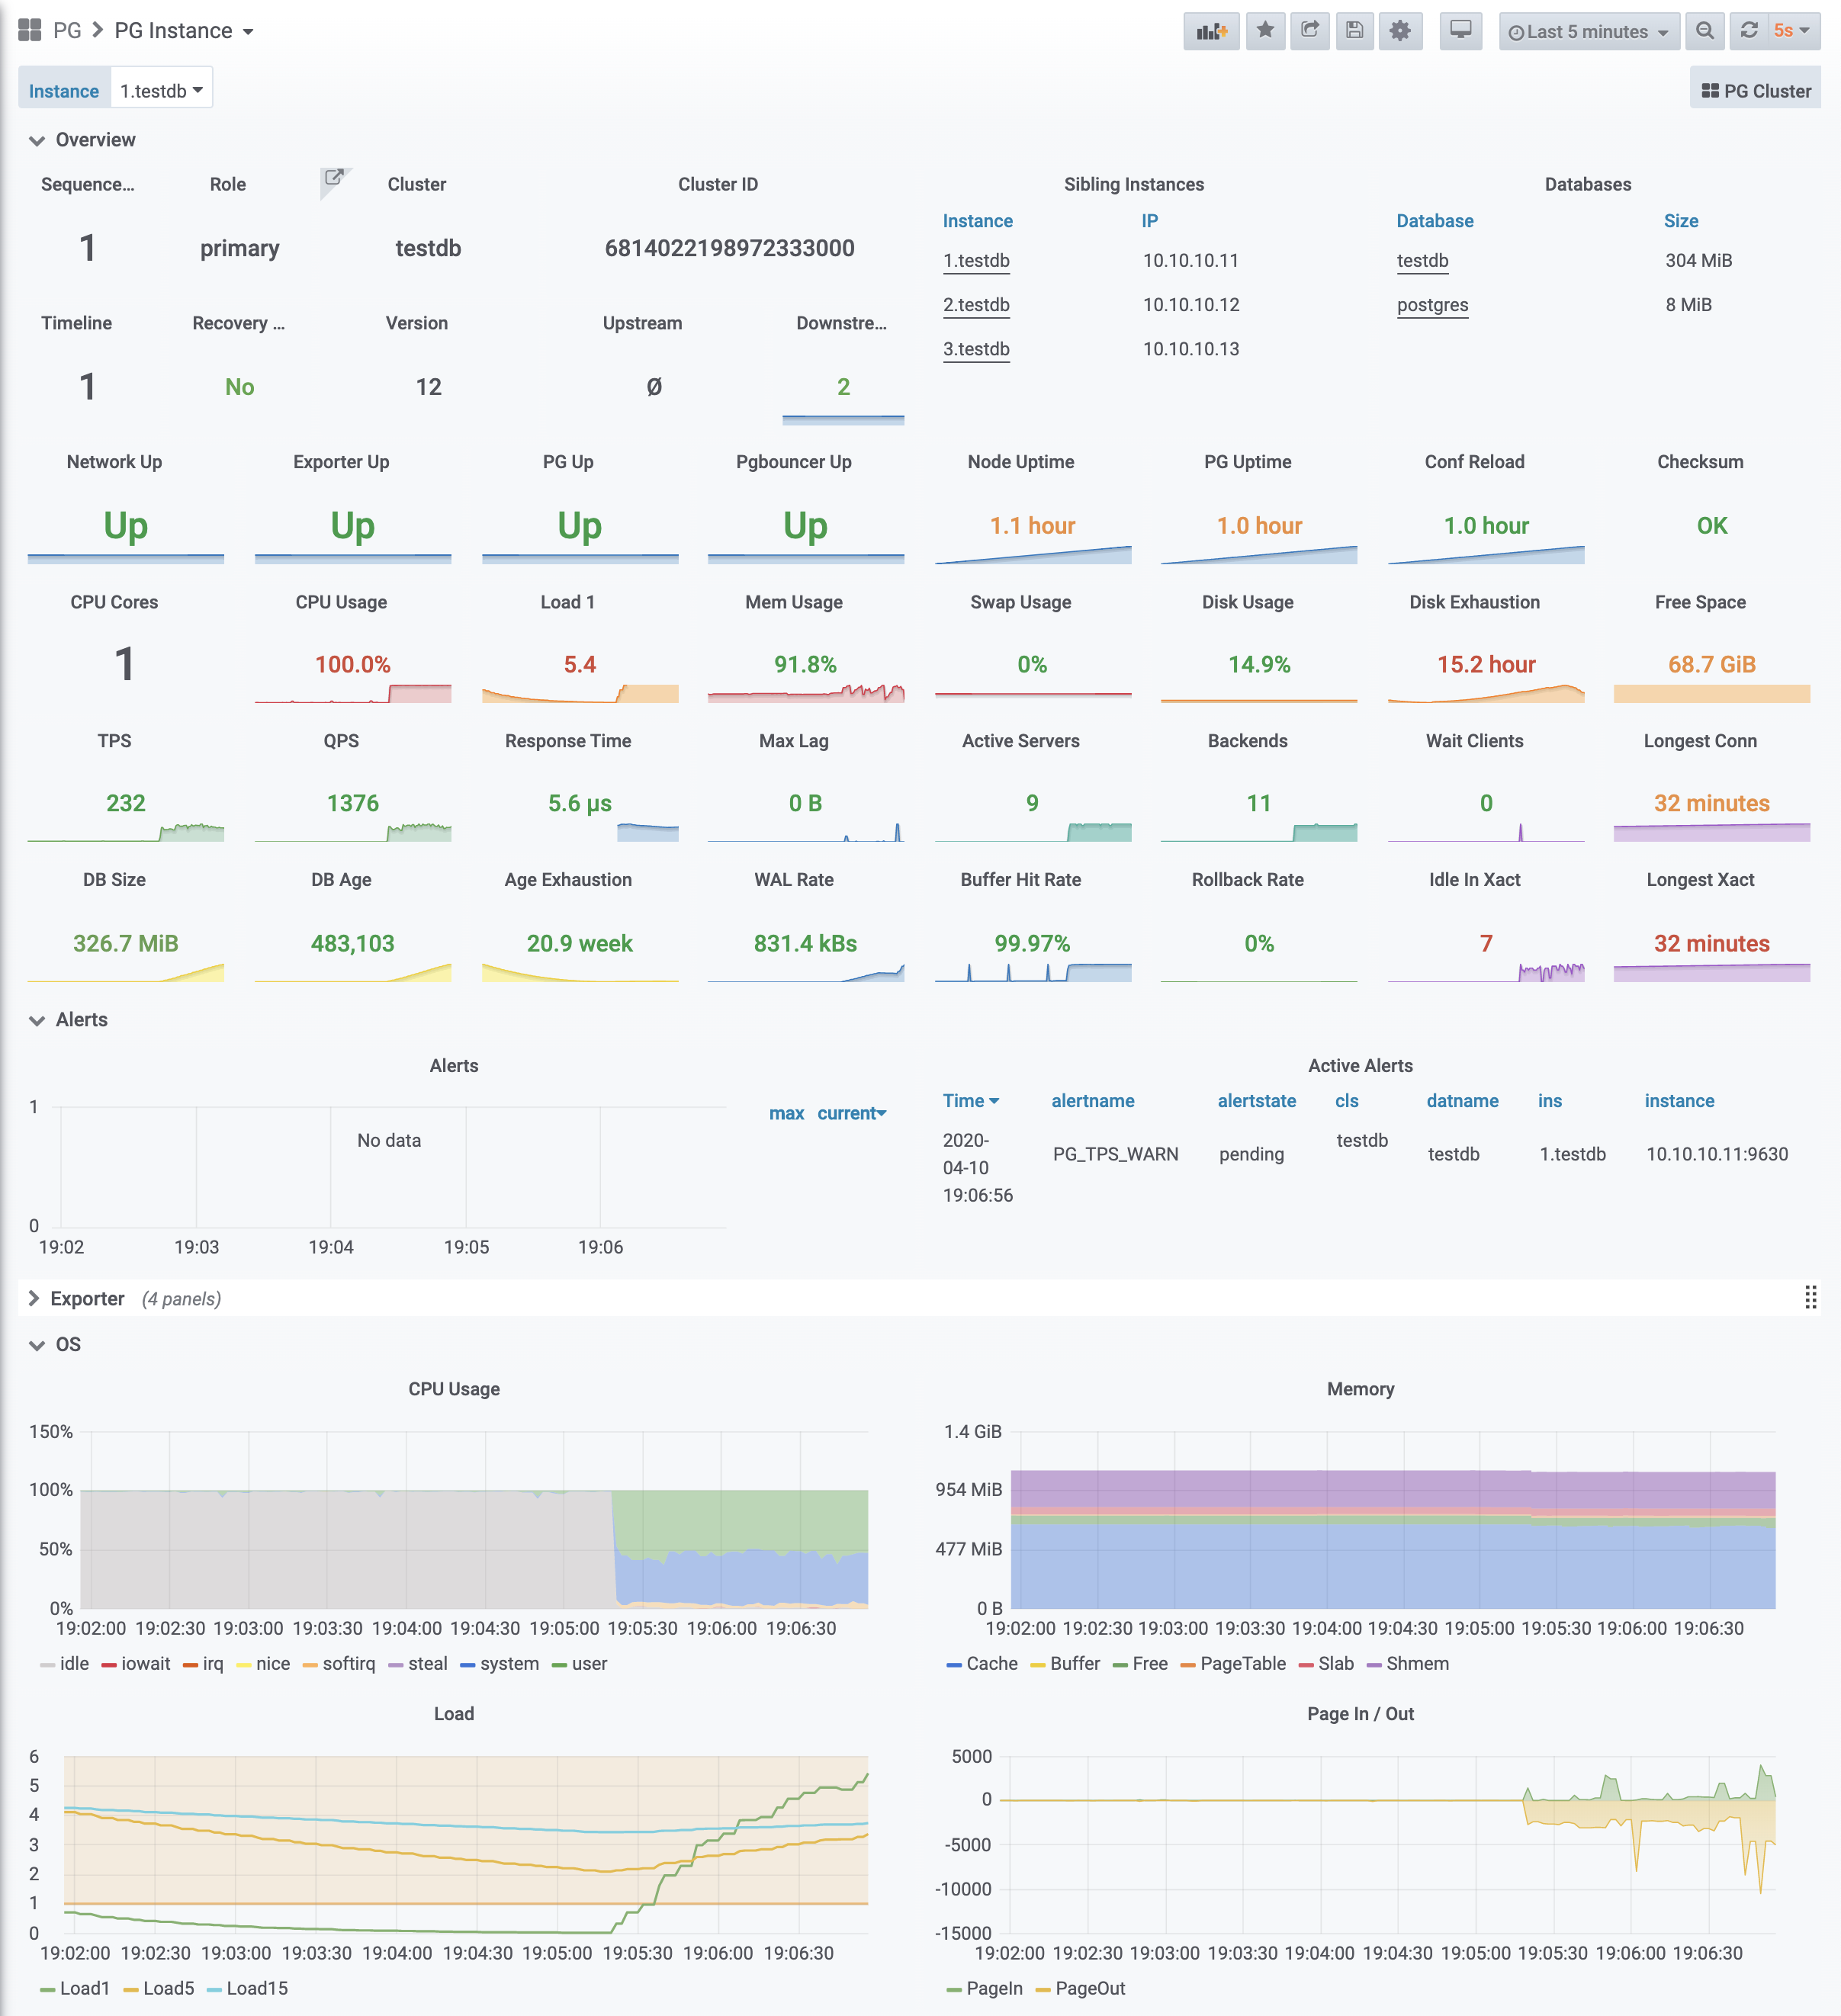 PG > PG Instance
Last 5 minutes 5s
Instance 1.testdb PG Cluster
Overview
Sequence... Role Cluster Cluster ID Sibling Instances Databases
Instance IP Database Size
1 primary testdb 6814022198972333000
1.testdb 10.10.10.11 testdb 304 MiB
2.testdb 10.10.10.12 postgres 8 MiB
Timeline Recovery ... Version Upstream Downstre...
3.testdb 10.10.10.13
1 No 12 Ø 2
Network Up Exporter Up PG Up Pgbouncer Up Node Uptime PG Uptime Conf Reload Checksum
Up Up Up Up 1.1 hour 1.0 hour 1.0 hour OK
CPU Cores CPU Usage Load 1 Mem Usage Swap Usage Disk Usage Disk Exhaustion Free Space
1 100.0% 5.4 91.8% 0% 14.9% 15.2 hour 68.7 GiB
TPS QPS Response Time Max Lag Active Servers Backends Wait Clients Longest Conn
232 1376 5.6 µs 0 B 9 11 0 32 minutes
DB Size DB Age Age Exhaustion WAL Rate Buffer Hit Rate Rollback Rate Idle In Xact Longest Xact
326.7 MiB 483,103 20.9 week 831.4 kBs 99.97% 0% 7 32 minutes
Alerts
Alerts
1
No data
0
19:02 19:03 19:04 19:05 19:06
max current
Active Alerts
Time alertname alertstate cls datname ins instance
2020-
04-10
19:06:56
PG_TPS_WARN pending testdb testdb 1.testdb 10.10.10.11:9630
Exporter (4 panels)
OS
CPU Usage
150%
100%
50%
0%
19:02:00 19:02:30 19:03:00 19:03:30 19:04:00 19:04:30 19:05:00 19:05:30 19:06:00 19:06:30
idle iowait irq nice softirq steal system user
Memory
1.4 GiB
954 MiB
477 MiB
0 B
19:02:00 19:02:30 19:03:00 19:03:30 19:04:00 19:04:30 19:05:00 19:05:30 19:06:00 19:06:30
Cache Buffer Free PageTable Slab Shmem
Load
6
5
4
3
2
1
0
19:02:00 19:02:30 19:03:00 19:03:30 19:04:00 19:04:30 19:05:00 19:05:30 19:06:00 19:06:30
Load1 Load5 Load15
Page In / Out
5000
0
-5000
-10000
-15000
19:02:00 19:02:30 19:03:00 19:03:30 19:04:00 19:04:30 19:05:00 19:05:30 19:06:00 19:06:30
PageIn PageOut